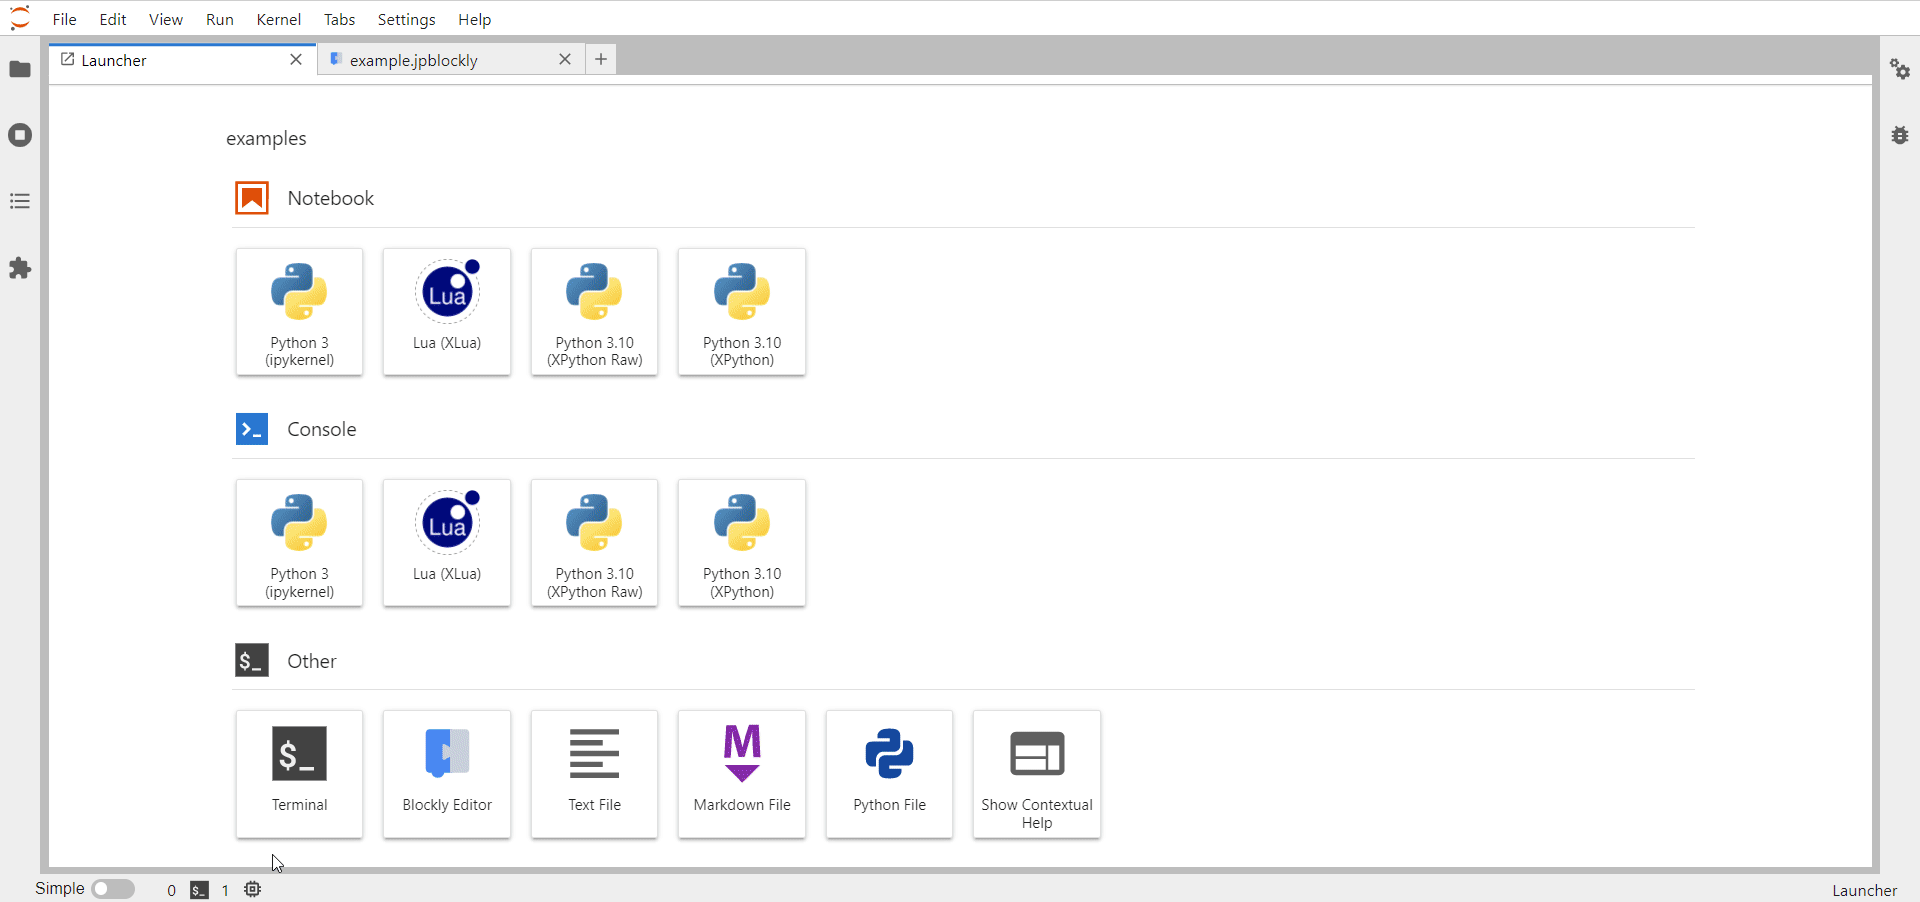 File Edit View Run Kernel Tabs Settings Help
Launcher example.jpblockly
examples
Notebook
Python 3
(ipykernel)
Lua
Lua (XLua)
Python 3.10
(XPython Raw)
Python 3.10
(XPython)
Console
Python 3
(ipykernel)
Lua
Lua (XLua)
Python 3.10
(XPython Raw)
Python 3.10
(XPython)
$_ Other
$_
Terminal
Blockly Editor
Text File
M
Markdown File
Python File
Show Contextual
Help
Simple 0 $_ 1 Launcher